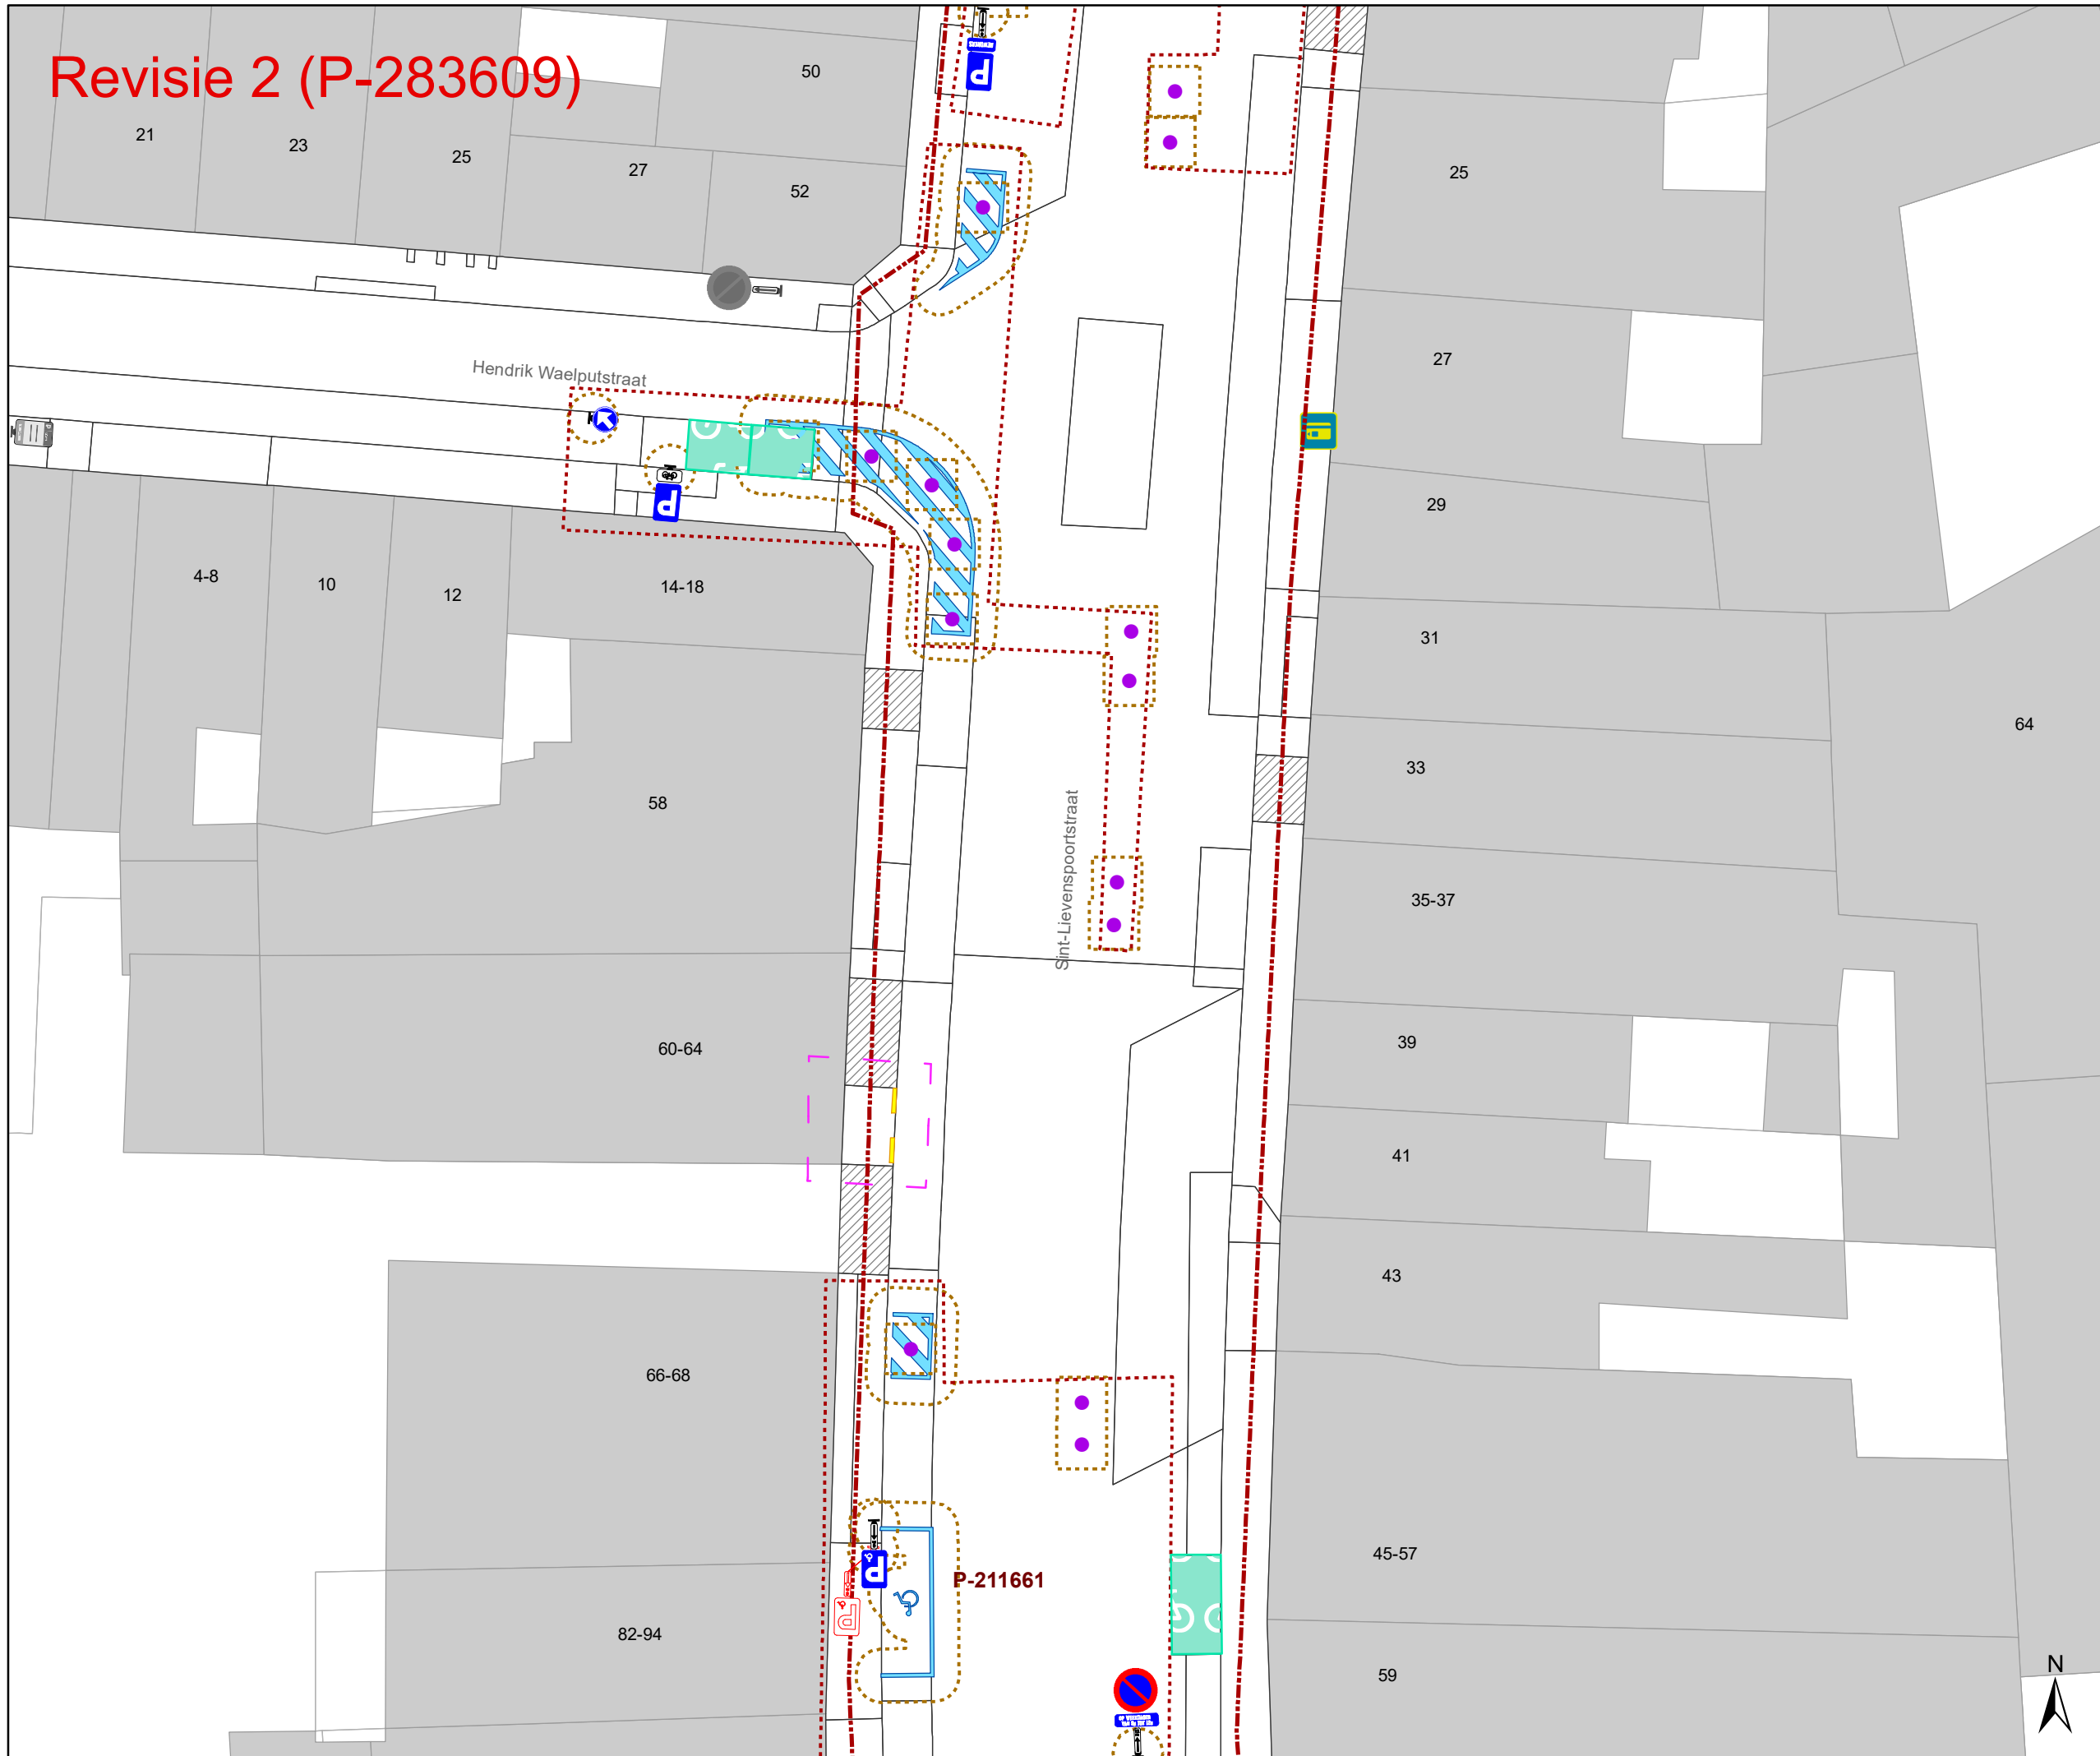 Revisie 2 (P-283609)
50
21
23
25
27
52
25
Hendrik Waelputstraat
27
29
4-8
10
12
14-18
31
64
33
58
Sint-Lievenspoortstraat
35-37
60-64
39
41
43
66-68
45-57
P-211661
82-94
59
N
P
P
P
P